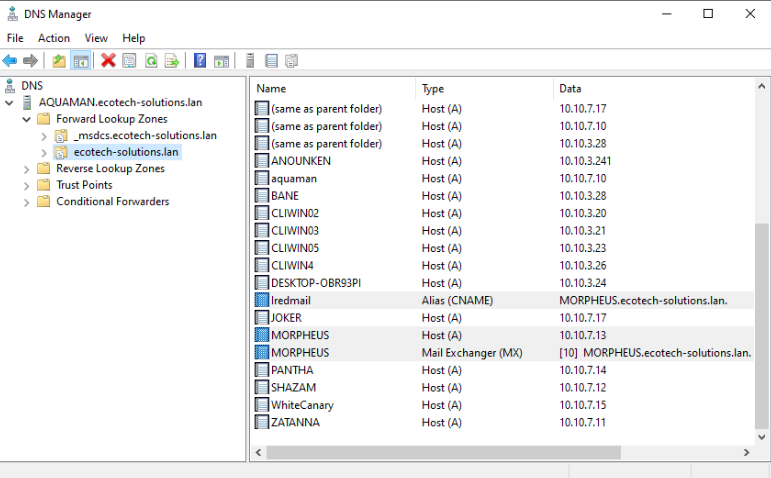 DNS Manager
File Action View Help
DNS
AQUAMAN.ecotech-solutions.lan
Forward Lookup Zones
_msdcs.ecotech-solutions.lan
ecotech-solutions.lan
Reverse Lookup Zones
Trust Points
Conditional Forwarders
Name Type Data
(same as parent folder) Host (A) 10.10.7.17
(same as parent folder) Host (A) 10.10.7.10
(same as parent folder) Host (A) 10.10.3.28
ANOUNKEN Host (A) 10.10.3.241
aquaman Host (A) 10.10.7.10
BANE Host (A) 10.10.3.28
CLIWIN02 Host (A) 10.10.3.20
CLIWIN03 Host (A) 10.10.3.21
CLIWIN05 Host (A) 10.10.3.23
CLIWIN4 Host (A) 10.10.3.26
DESKTOP-OBR93PI Host (A) 10.10.3.24
Iredmail Alias (CNAME) MORPHEUS.ecotech-solutions.lan.
JOKER Host (A) 10.10.7.17
MORPHEUS Host (A) 10.10.7.13
MORPHEUS Mail Exchanger (MX) [10] MORPHEUS.ecotech-solutions.lan.
PANTHA Host (A) 10.10.7.14
SHAZAM Host (A) 10.10.7.12
WhiteCanary Host (A) 10.10.7.15
ZATANNA Host (A) 10.10.7.11